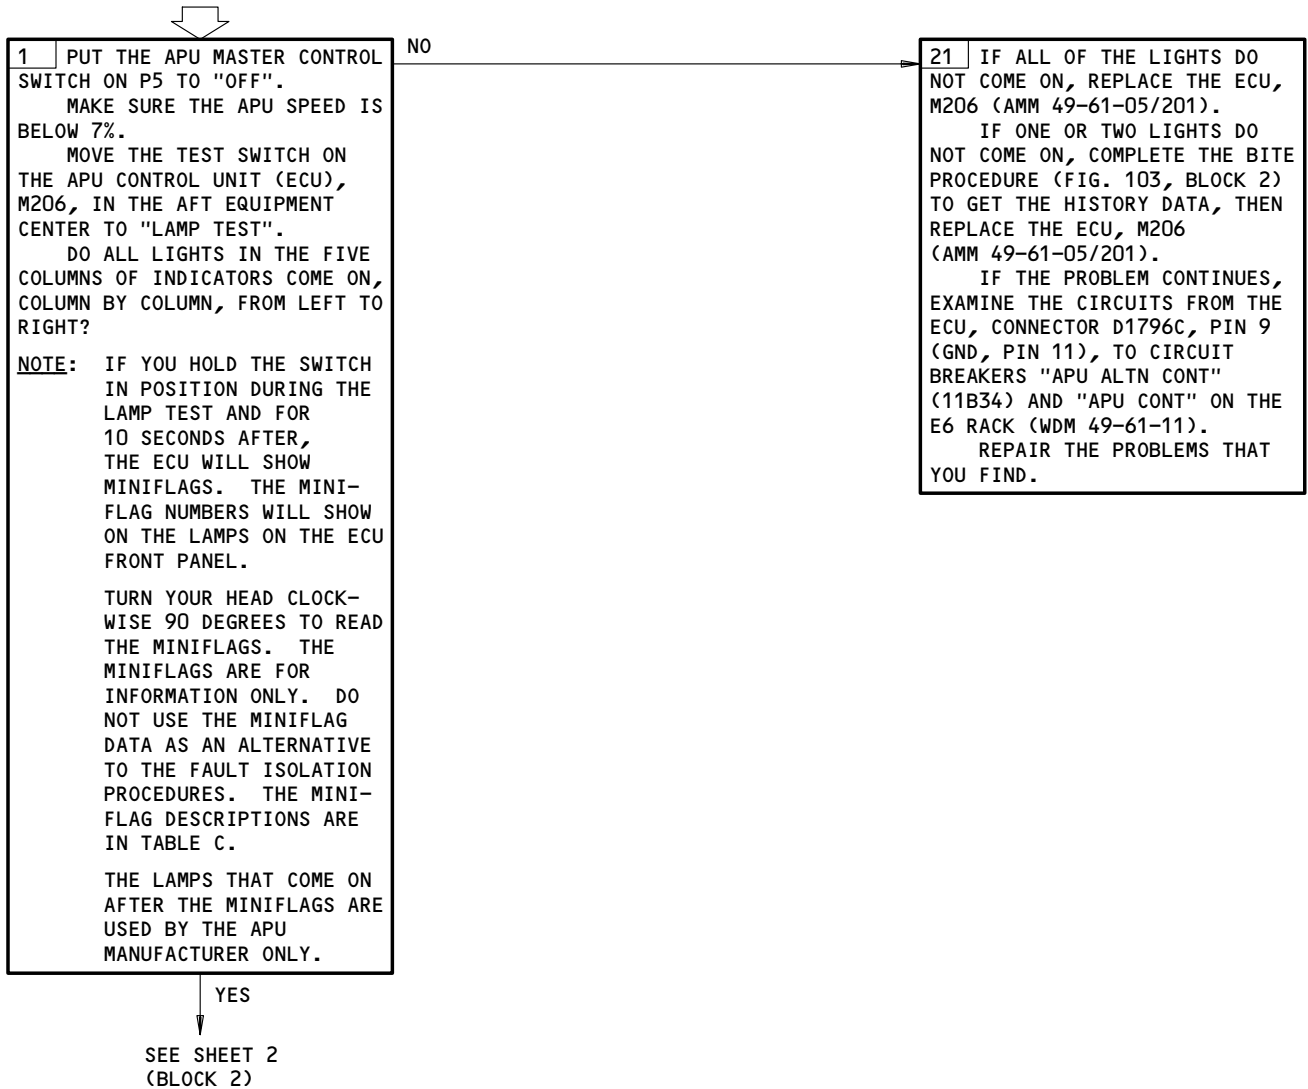 1 PUT THE APU MASTER CONTROL
SWITCH ON P5 TO "OFF".
MAKE SURE THE APU SPEED IS
BELOW 7%.
MOVE THE TEST SWITCH ON
THE APU CONTROL UNIT (ECU),
M206, IN THE AFT EQUIPMENT
CENTER TO "LAMP TEST".
DO ALL LIGHTS IN THE FIVE
COLUMNS OF INDICATORS COME ON,
COLUMN BY COLUMN, FROM LEFT TO
RIGHT?
NOTE: IF YOU HOLD THE SWITCH
IN POSITION DURING THE
LAMP TEST AND FOR
10 SECONDS AFTER,
THE ECU WILL SHOW
MINIFLAGS. THE MINI-
FLAG NUMBERS WILL SHOW
ON THE LAMPS ON THE ECU
FRONT PANEL.
TURN YOUR HEAD CLOCK-
WISE 90 DEGREES TO READ
THE MINIFLAGS. THE
MINIFLAGS ARE FOR
INFORMATION ONLY. DO
NOT USE THE MINIFLAG
DATA AS AN ALTERNATIVE
TO THE FAULT ISOLATION
PROCEDURES. THE MINI-
FLAG DESCRIPTIONS ARE
IN TABLE C.
THE LAMPS THAT COME ON
AFTER THE MINIFLAGS ARE
USED BY THE APU
MANUFACTURER ONLY.
NO
21 IF ALL OF THE LIGHTS DO
NOT COME ON, REPLACE THE ECU,
M206 (AMM 49-61-05/201).
IF ONE OR TWO LIGHTS DO
NOT COME ON, COMPLETE THE BITE
PROCEDURE (FIG. 103, BLOCK 2)
TO GET THE HISTORY DATA, THEN
REPLACE THE ECU, M206
(AMM 49-61-05/201).
IF THE PROBLEM CONTINUES,
EXAMINE THE CIRCUITS FROM THE
ECU, CONNECTOR D1796C, PIN 9
(GND, PIN 11), TO CIRCUIT
BREAKERS "APU ALTN CONT"
(11B34) AND "APU CONT" ON THE
E6 RACK (WDM 49-61-11).
REPAIR THE PROBLEMS THAT
YOU FIND.
YES
SEE SHEET 2
(BLOCK 2)